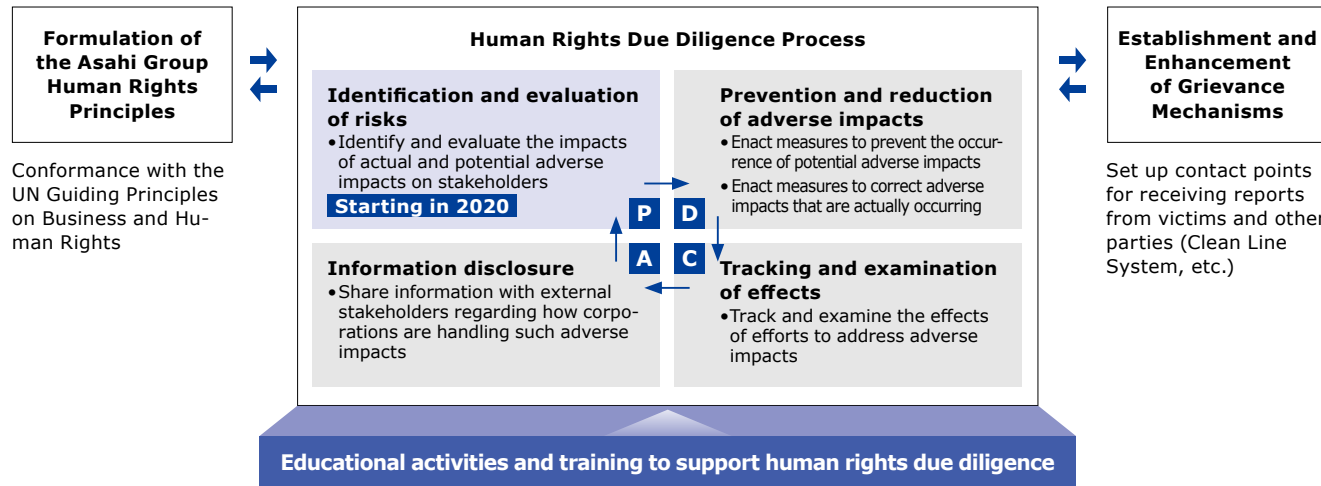 Formulation of
the Asahi Group
Human Rights
Principles
Conformance with the
UN Guiding Principles
on Business and Hu-
man Rights
Human Rights Due Diligence Process
Identification and evaluation
of risks
•Identify and evaluate the impacts
of actual and potential adverse
impacts on stakeholders
Starting in 2020
Prevention and reduction
of adverse impacts
•Enact measures to prevent the occur-
rence of potential adverse impacts
•Enact measures to correct adverse
impacts that are actually occurring
P D
A C
Information disclosure
•Share information with external
stakeholders regarding how corpo-
rations are handling such adverse
impacts
Tracking and examination
of effects
•Track and examine the effects
of efforts to address adverse
impacts
Educational activities and training to support human rights due diligence
Establishment and
Enhancement
of Grievance
Mechanisms
Set up contact points
for receiving reports
from victims and other
parties (Clean Line
System, etc.)